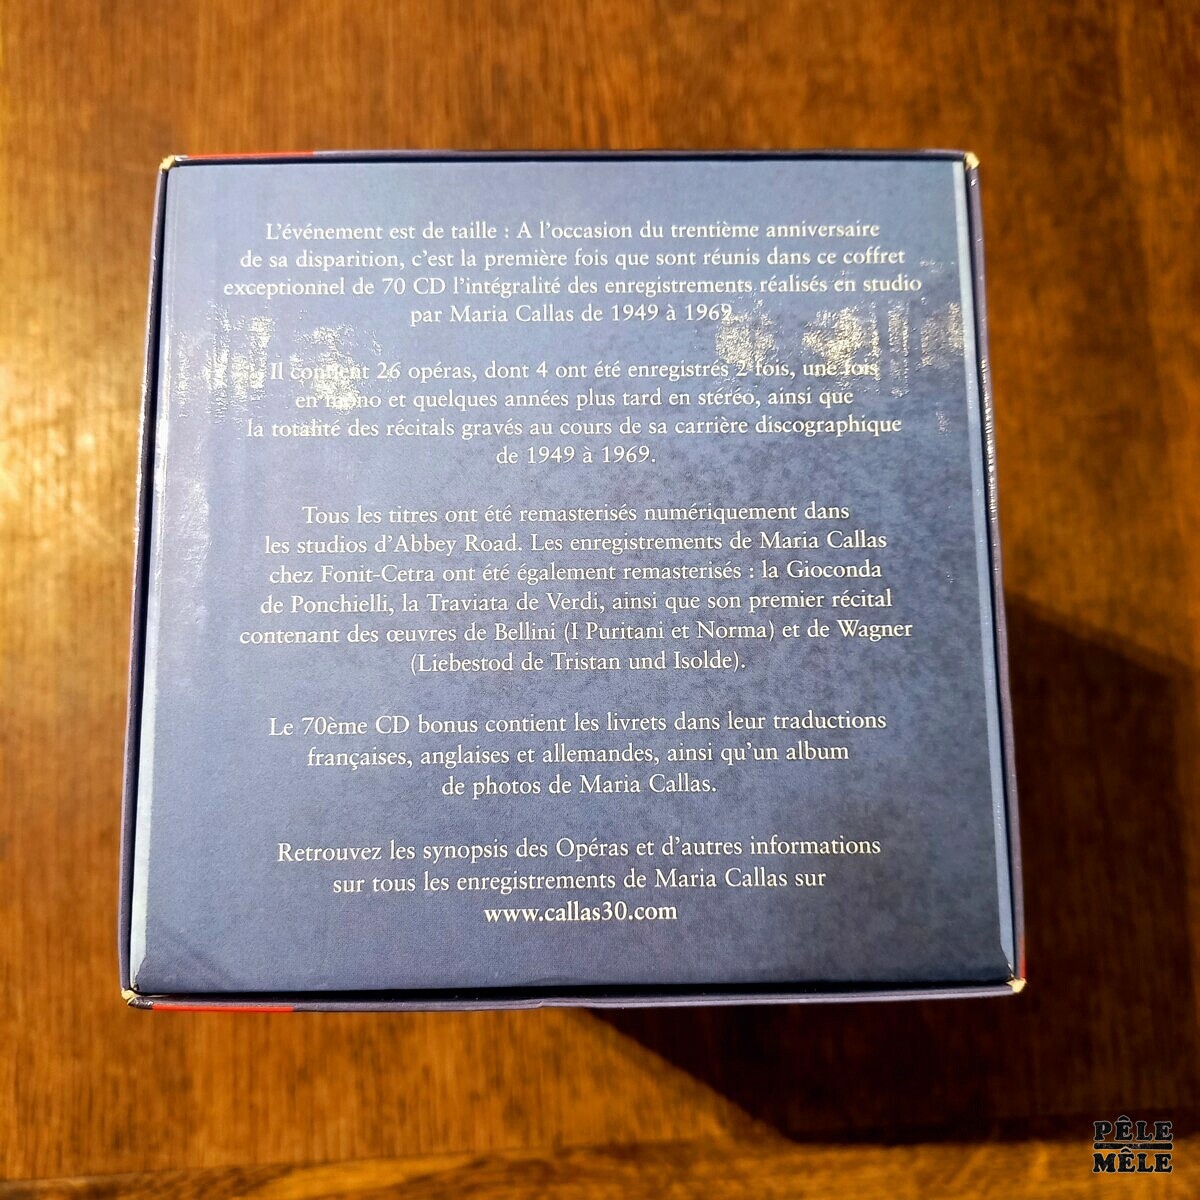 L'événement est de taille : A l'occasion du trentième anniversaire
de sa disparition, c'est la première fois que sont réunis dans ce coffret
exceptionnel de 70 CD l'intégralité des enregistrements réalisés en studio
par Maria Callas de 1949 à 1969.
Il contient 26 opéras, dont 4 ont été enregistrés 2 fois, une fois
en mono et quelques années plus tard en stéréo, ainsi que
la totalité des récitals gravés au cours de sa carrière discographique
de 1949 à 1969.
Tous les titres ont été remasterisés numériquement dans
les studios d'Abbey Road. Les enregistrements de Maria Callas
chez Fonit-Cetra ont été également remasterisés : la Gioconda
de Ponchielli, la Traviata de Verdi, ainsi que son premier récital
contenant des œuvres de Bellini (I Puritani et Norma) et de Wagner
(Liebestod de Tristan und Isolde).
Le 70ème CD bonus contient les livrets dans leur traductions
françaises, anglaises et allemandes, ainsi qu'un album
de photos de Maria Callas.
Retrouvez les synopsis des Opéras et d'autres informations
sur tous les enregistrements de Maria Callas sur
www.callas30.com
PÊLE
MÊLE